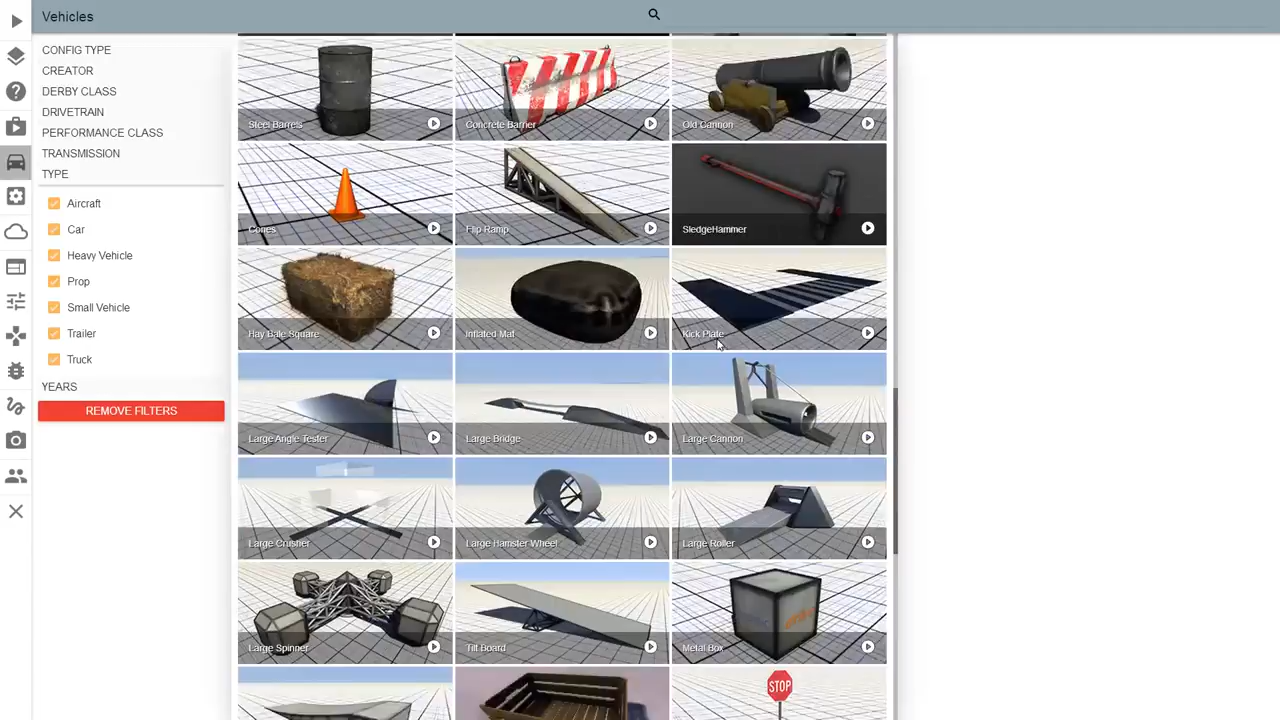 Vehicles
CONFIG TYPE
CREATOR
DERBY CLASS
DRIVETRAIN
PERFORMANCE CLASS
TRANSMISSION
TYPE
Aircraft
Car
Heavy Vehicle
Prop
Small Vehicle
Trailer
Truck
YEARS
REMOVE FILTERS
Steel Barrels
Concrete Barrier
Old Cannon
Cones
Flip Ramp
SledgeHammer
Hay Bale Square
Inflated Mat
Kick Plate
Large Angle Tester
Large Bridge
Large Cannon
Large Crusher
Large Hamster Wheel
Large Roller
Large Spinner
Tilt Board
Metal Box
STOP